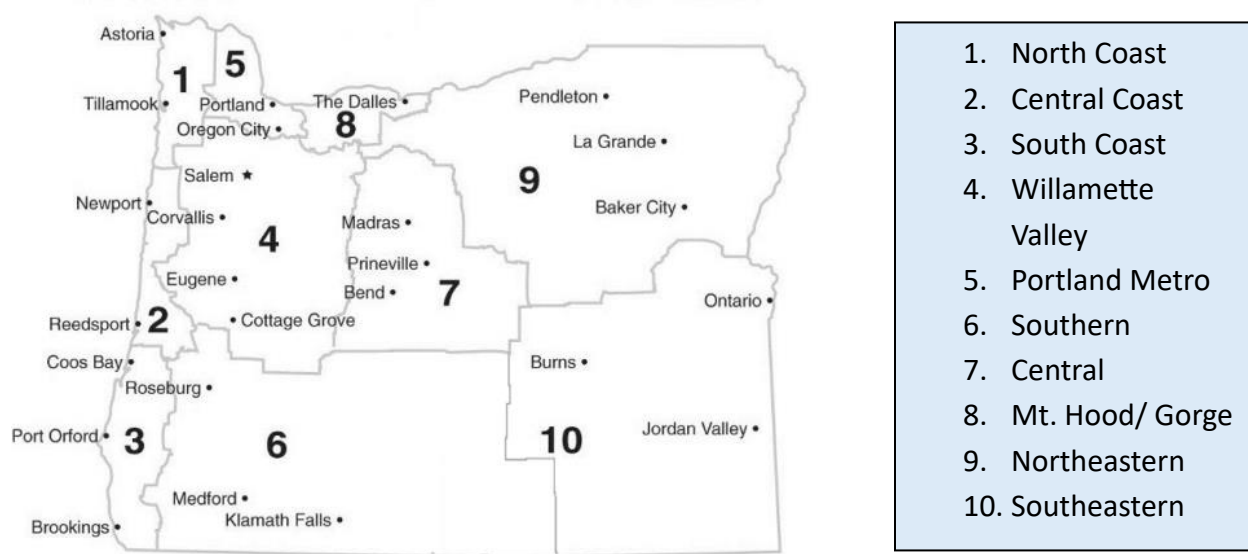 Astoria
1
5
Tillamook
Portland
The Dalles
Pendleton
Oregon City
8
La Grande
Salem
9
Newport
Corvallis
Madras
Baker City
4
Prineville
Eugene
Bend
7
Ontario
Reedsport
2
Cottage Grove
Coos Bay
Burns
Roseburg
Port Orford
3
6
10
Jordan Valley
Medford
Klamath Falls
Brookings
1. North Coast
2. Central Coast
3. South Coast
4. Willamette
Valley
5. Portland Metro
6. Southern
7. Central
8. Mt. Hood/ Gorge
9. Northeastern
10. Southeastern